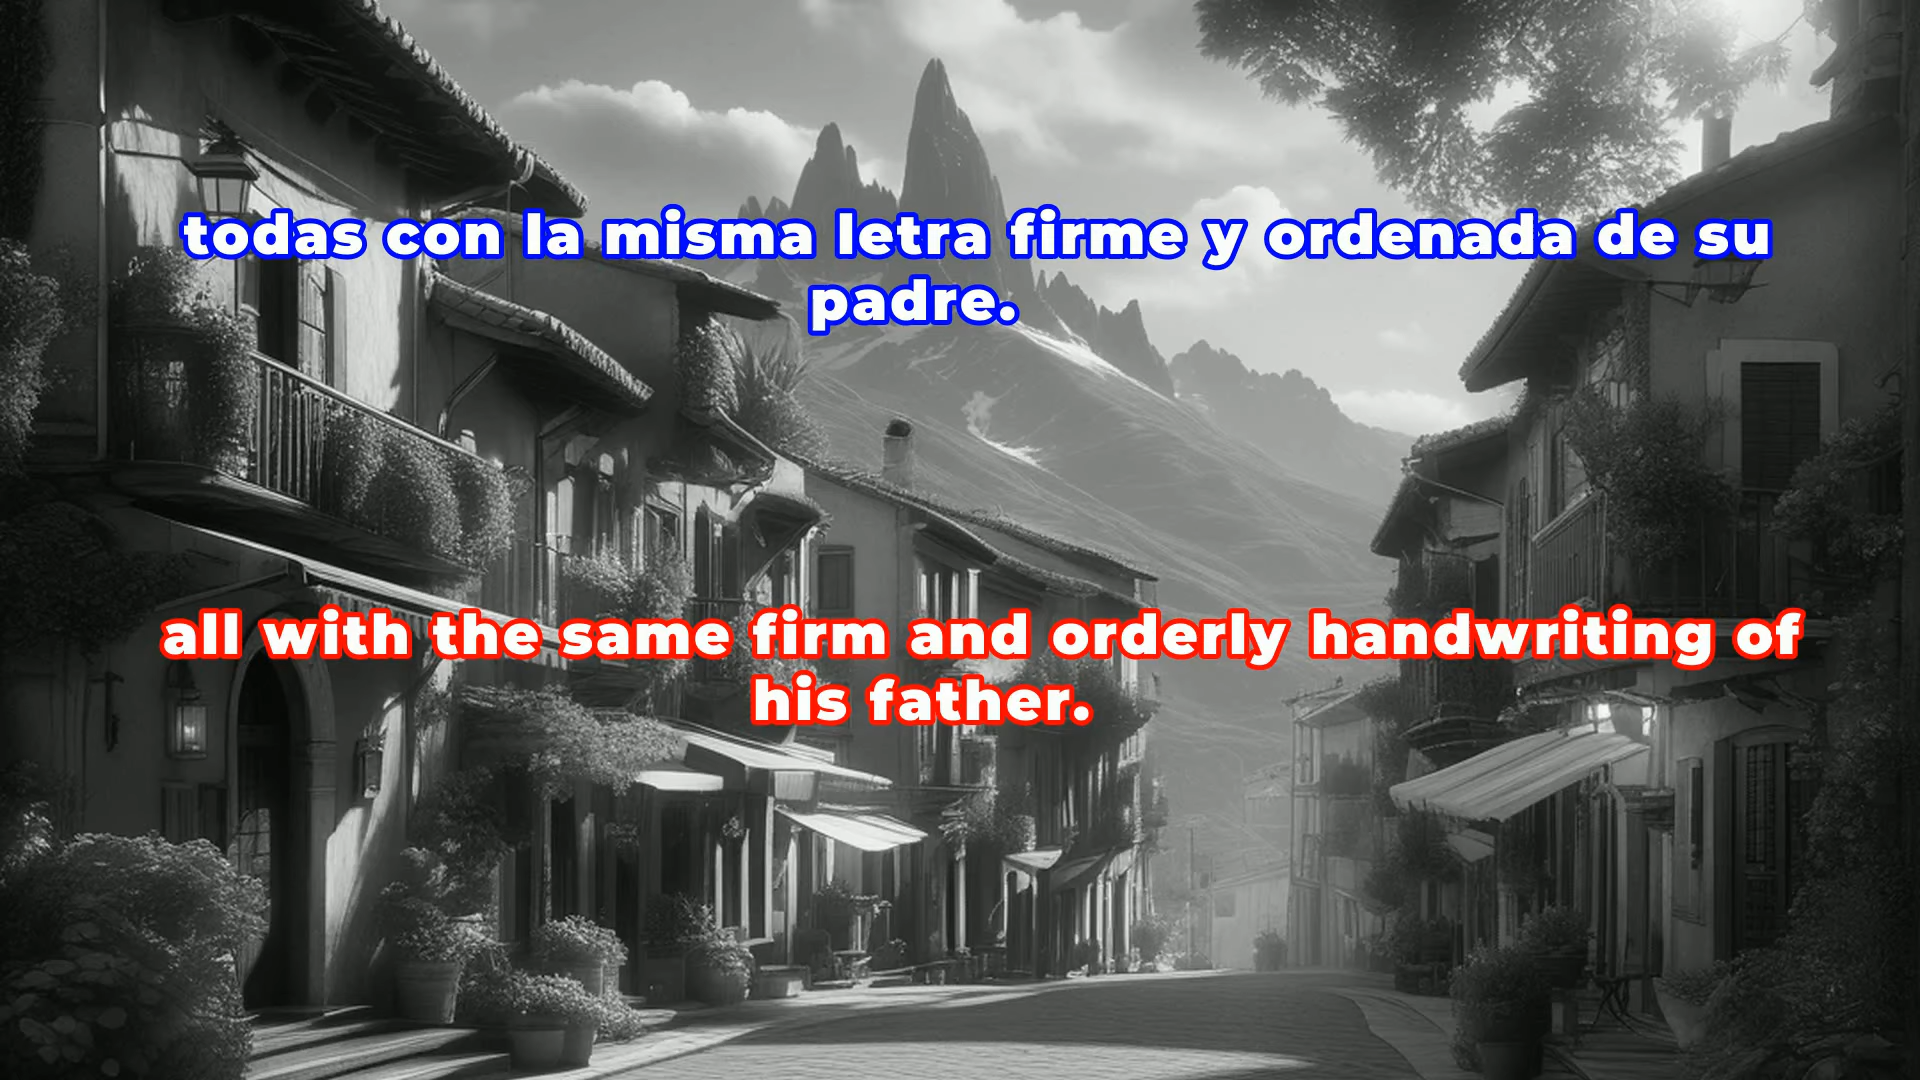 todas con la misma letra firme y ordenada de su
padre.
all with the same firm and orderly handwriting of
his father.